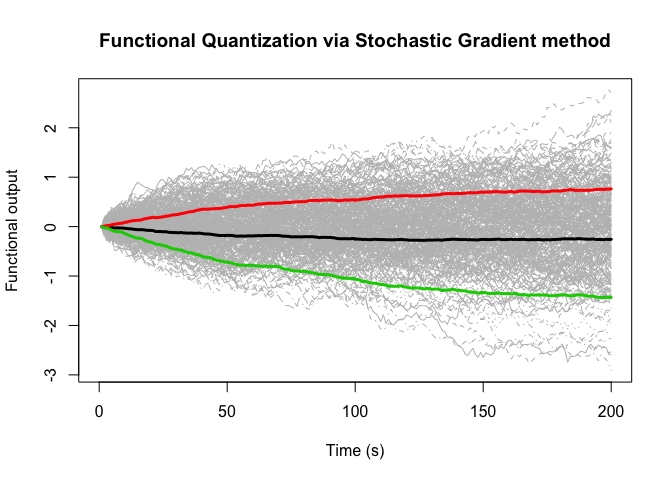 Functional Quantization via Stochastic Gradient method
Functional output
2
1
0
-1
-2
-3
0 50 100 150 200
Time (s)